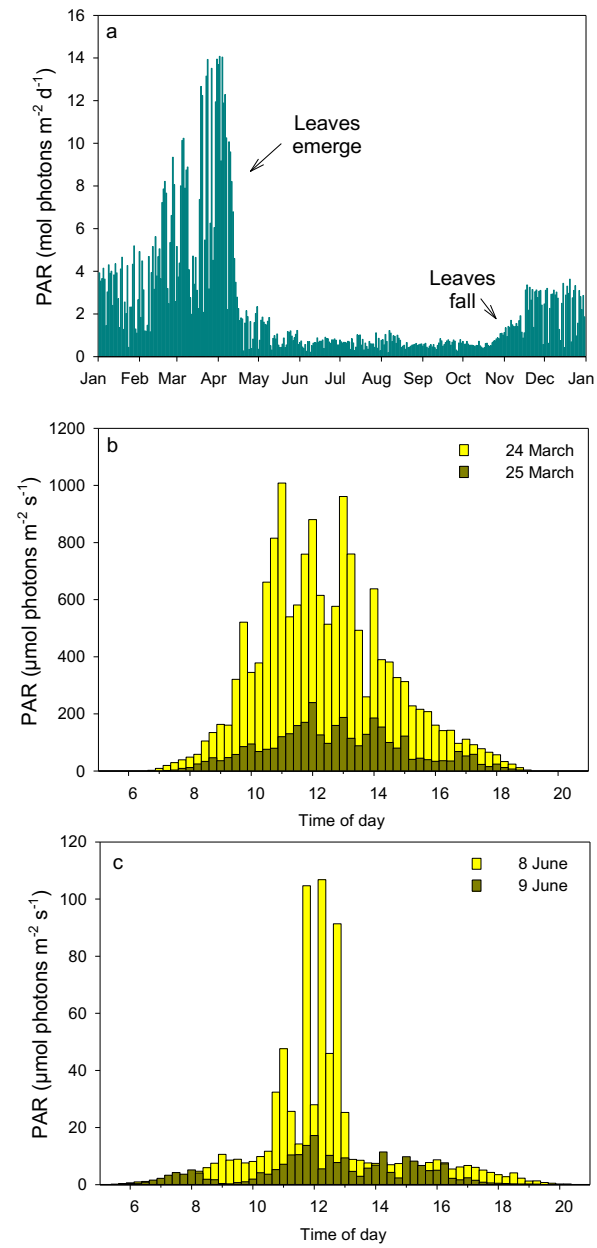 a
PAR (mol photons m⁻² d⁻¹)
16
14
12
10
8
6
4
2
0
Leaves
emerge
Leaves
fall
Jan Feb Mar Apr May Jun Jul Aug Sep Oct Nov Dec Jan
b
PAR (µmol photons m⁻² s⁻¹)
1200
1000
800
600
400
200
0
24 March
25 March
6 8 10 12 14 16 18 20
Time of day
c
PAR (µmol photons m⁻² s⁻¹)
120
100
80
60
40
20
0
8 June
9 June
6 8 10 12 14 16 18 20
Time of day